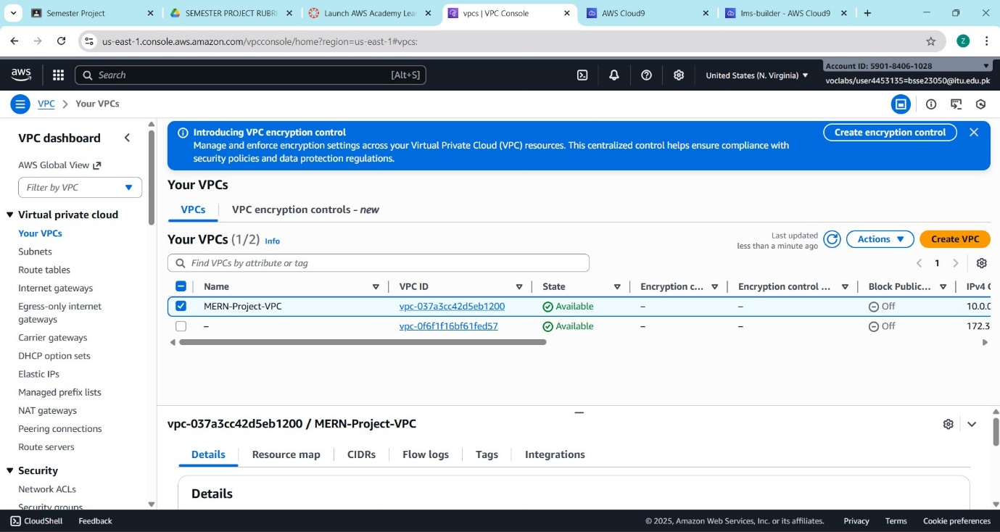 Semester Project
SEMESTER PROJECT RUBRI
Launch AWS Academy Lea
vpcs | VPC Console
AWS Cloud9
lms-builder - AWS Cloud9
us-east-1.console.aws.amazon.com/vpcconsole/home?region=us-east-1#vpcs:
Z
aws
Search
[Alt+S]
United States (N. Virginia)
Account ID: 5901-8406-1028
voclabs/user4453135=bsse23050@itu.edu.pk
VPC
Your VPCs
VPC dashboard
AWS Global View
Filter by VPC
Virtual private cloud
Your VPCs
Subnets
Route tables
Internet gateways
Egress-only internet
gateways
Carrier gateways
DHCP option sets
Elastic IPs
Managed prefix lists
NAT gateways
Peering connections
Route servers
Security
Network ACLs
Security groups
Introducing VPC encryption control
Manage and enforce encryption settings across your Virtual Private Cloud (VPC) resources. This centralized control helps ensure compliance with
security policies and data protection regulations.
Create encryption control
Your VPCs
VPCs
VPC encryption controls - new
Your VPCs (1/2) Info
Last updated
less than a minute ago
Actions
Create VPC
Find VPCs by attribute or tag
1
Name VPC ID State Encryption c... Encryption control ... Block Public... IPv4 C
MERN-Project-VPC vpc-037a3cc42d5eb1200 Available – – Off 10.0.0
– vpc-0f6f1f16bf61fed57 Available – – Off 172.3
vpc-037a3cc42d5eb1200 / MERN-Project-VPC
Details
Resource map
CIDRs
Flow logs
Tags
Integrations
Details
CloudShell
Feedback
© 2025, Amazon Web Services, Inc. or its affiliates.
Privacy
Terms
Cookie preferences